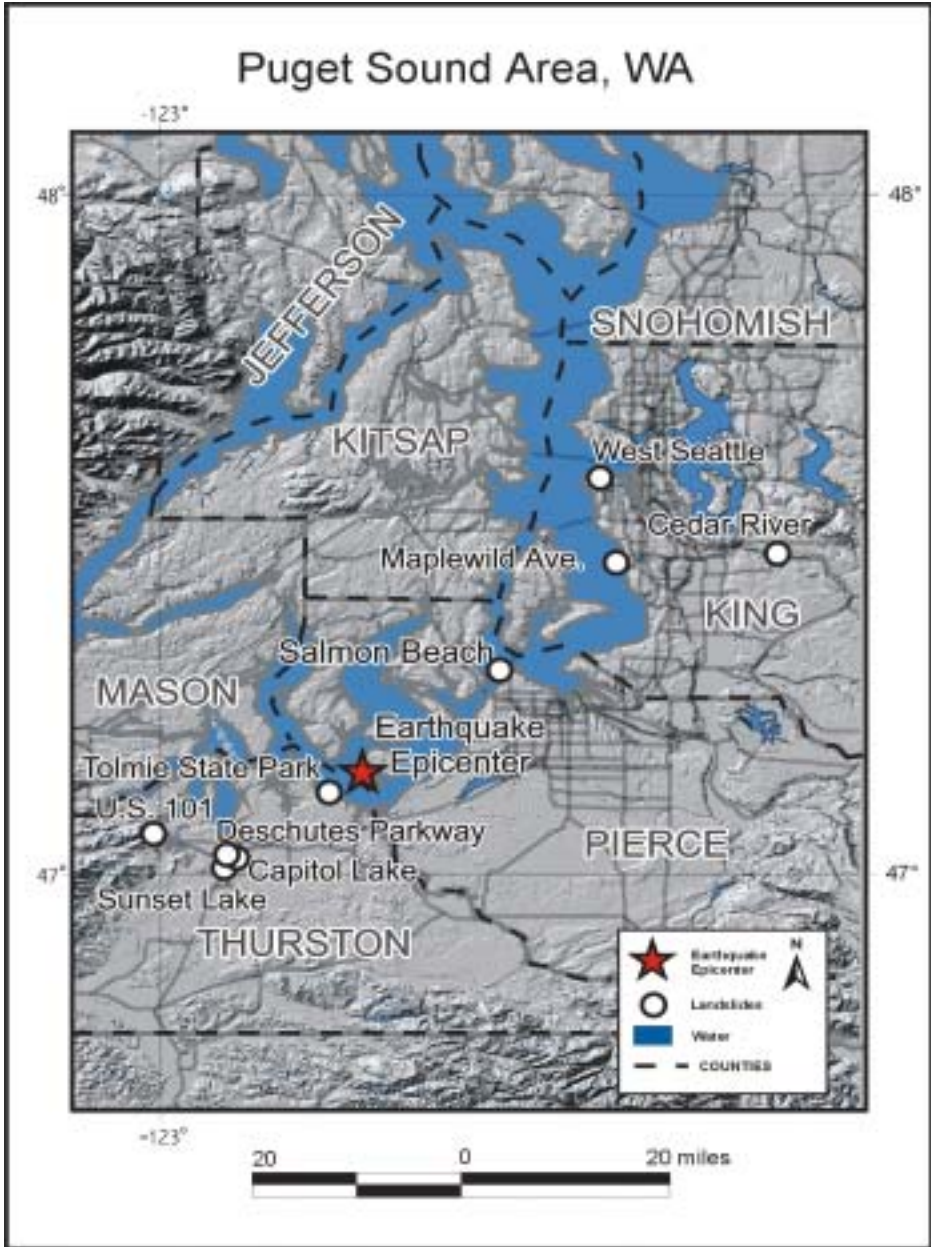 Puget Sound Area, WA
-123°
48°
48°
JEFFERSON
SNOHOMISH
KITSAP
West Seattle
Cedar River
Maplewild Ave.
KING
Salmon Beach
MASON
Earthquake
Epicenter
Tolmie State Park
U.S. 101
Deschutes Parkway
PIERCE
Capitol Lake
47°
47°
Sunset Lake
THURSTON
N
Earthquake
Epicenter
Landslides
Water
COUNTIES
-123°
20 0 20 miles